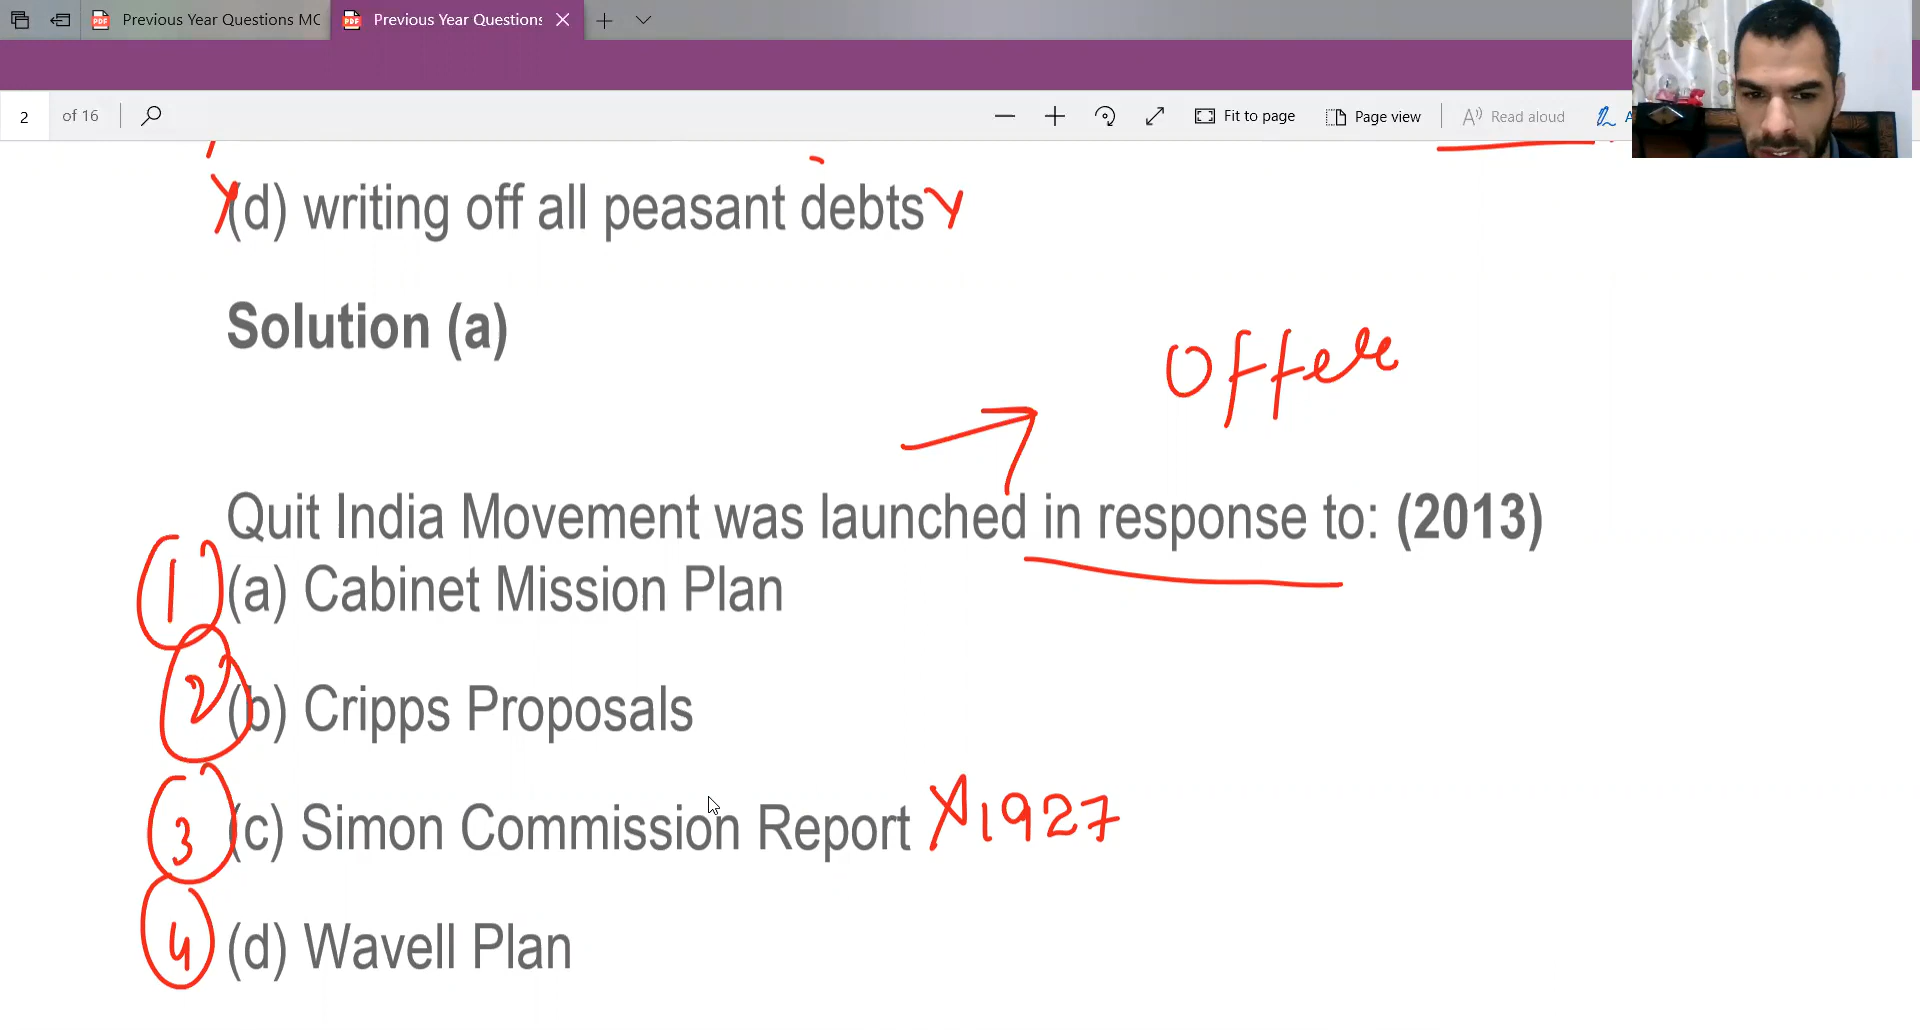 Previous Year Questions MC
Previous Year Questions
2 of 16 Fit to page Page view Read aloud
(d) writing off all peasant debts
Solution (a)
Offer
Quit India Movement was launched in response to: (2013)
1 (a) Cabinet Mission Plan
2 (b) Cripps Proposals
3 (c) Simon Commission Report X 1927
4 (d) Wavell Plan